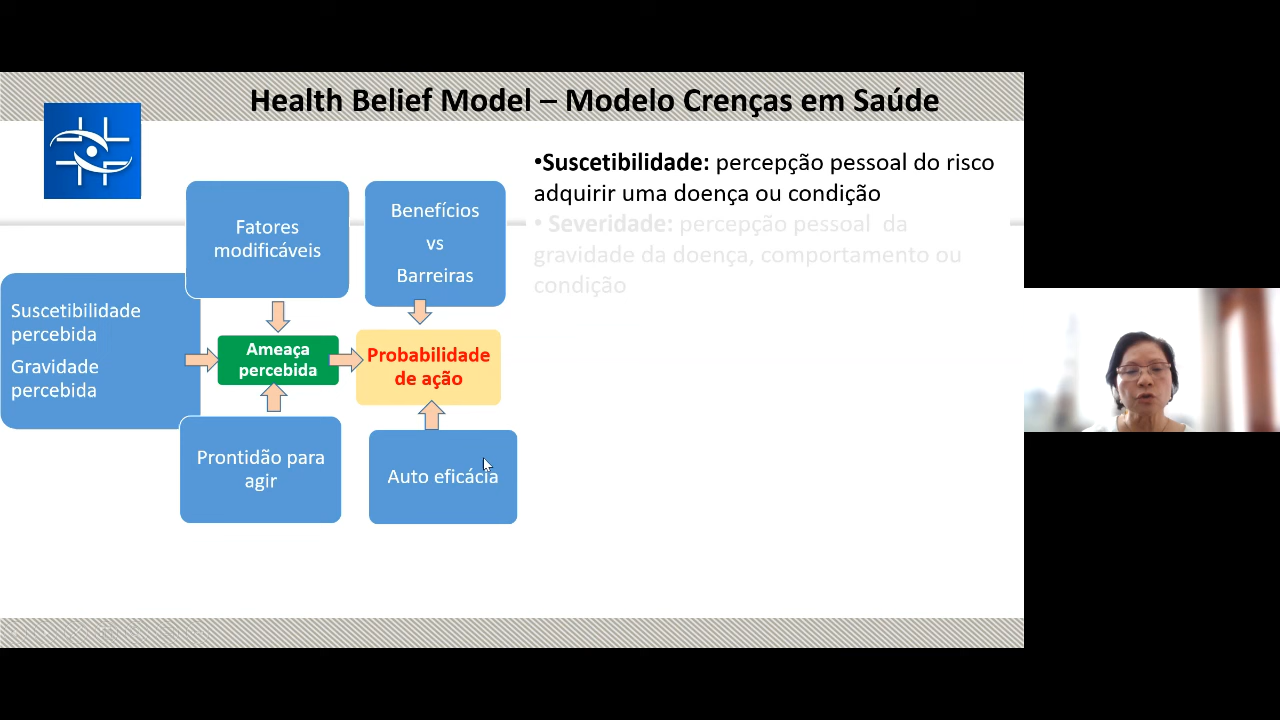 Health Belief Model – Modelo Crenças em Saúde
•Suscetibilidade: percepção pessoal do risco
adquirir uma doença ou condição
• Severidade: percepção pessoal da
gravidade da doença, comportamento ou
condição
Fatores
modificáveis
Benefícios
vs
Barreiras
Suscetibilidade
percebida
Gravidade
percebida
Ameaça
percebida
Probabilidade
de ação
Prontidão para
agir
Auto eficácia